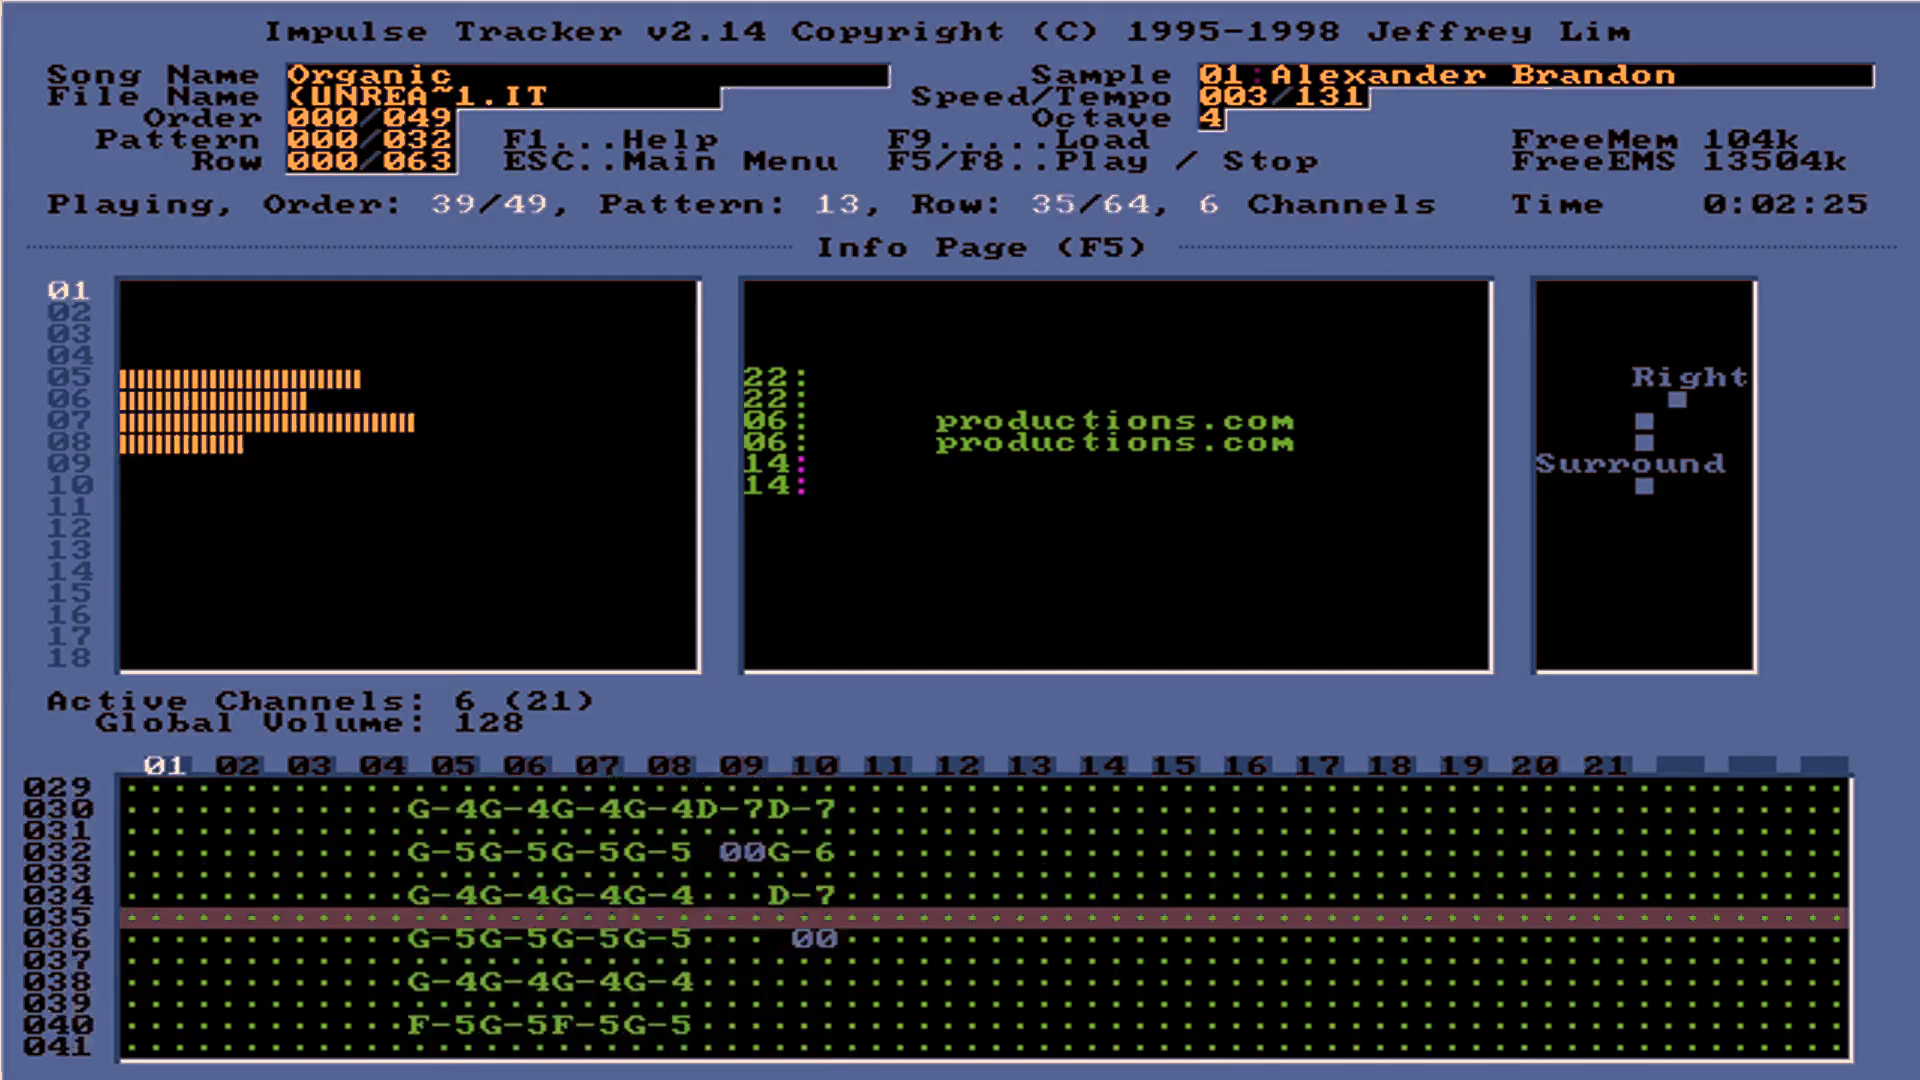 Impulse Tracker v2.14 Copyright (C) 1995-1998 Jeffrey Lim
Song Name Organic Sample 01:Alexander Brandon
File Name (UNREA~1.IT Speed/Tempo 003/131
Order 000/049 Octave 4
Pattern 000/032 F1...Help F9.....Load FreeMem 104k
Row 000/063 ESC..Main Menu F5/F8..Play / Stop FreeEMS 13504k
Playing, Order: 39/49, Pattern: 13, Row: 35/64, 6 Channels Time 0:02:25
Info Page (F5)
01
02
03
04
05 22: Right
06 22:
07 06: productions.com
08 06: productions.com
09 14: Surround
10 14:
11
12
13
14
15
16
17
18
Active Channels: 6 (21)
Global Volume: 128
01 02 03 04 05 06 07 08 09 10 11 12 13 14 15 16 17 18 19 20 21
029
030 G-4G-4G-4G-4D-7D-7
031
032 G-5G-5G-5G-5 00G-6
033
034 G-4G-4G-4G-4 D-7
035
036 G-5G-5G-5G-5 00
037
038 G-4G-4G-4G-4
039
040 F-5G-5F-5G-5
041